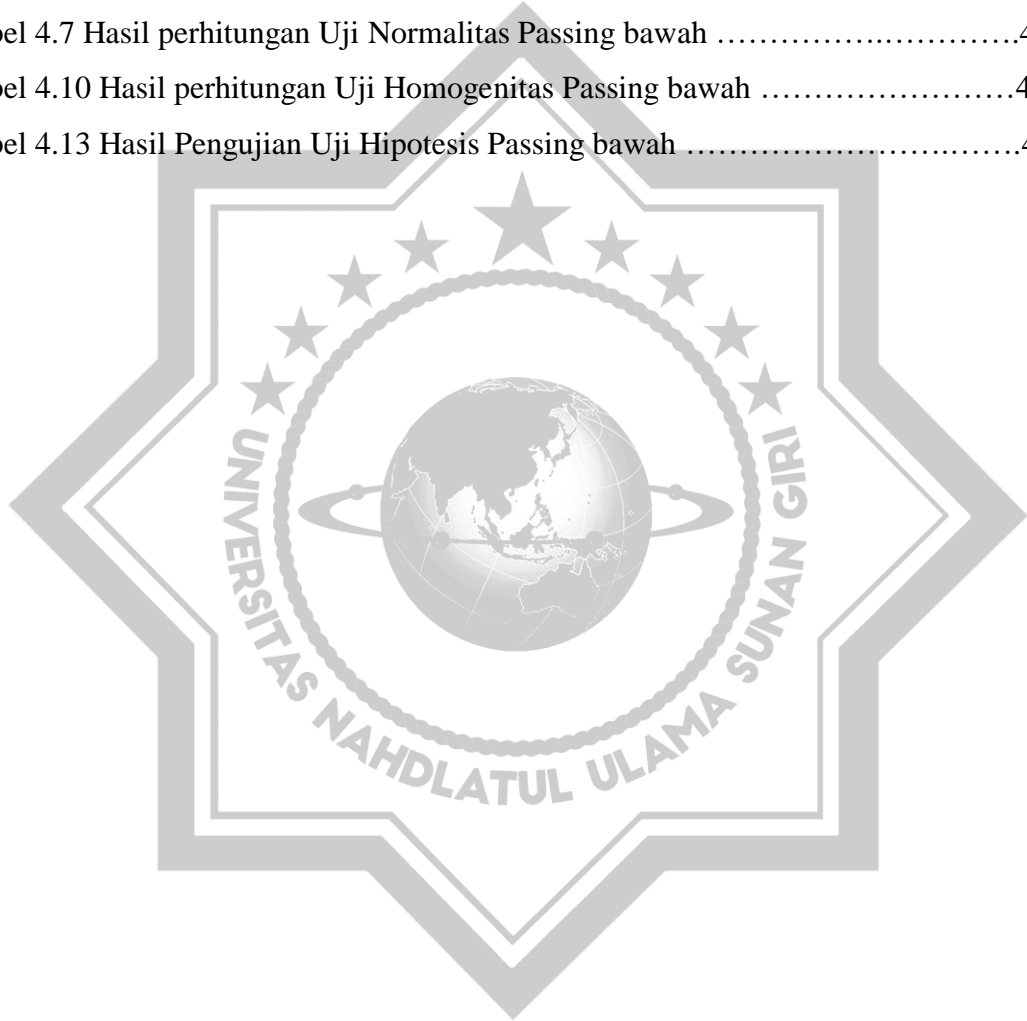 bel 4.7 Hasil perhitungan Uji Normalitas Passing bawah …………….………….4
bel 4.10 Hasil perhitungan Uji Homogenitas Passing bawah ……………………4
bel 4.13 Hasil Pengujian Uji Hipotesis Passing bawah …………………….…….4
UNIVERSITAS NAHDLATUL ULAMA SUNAN GIRI